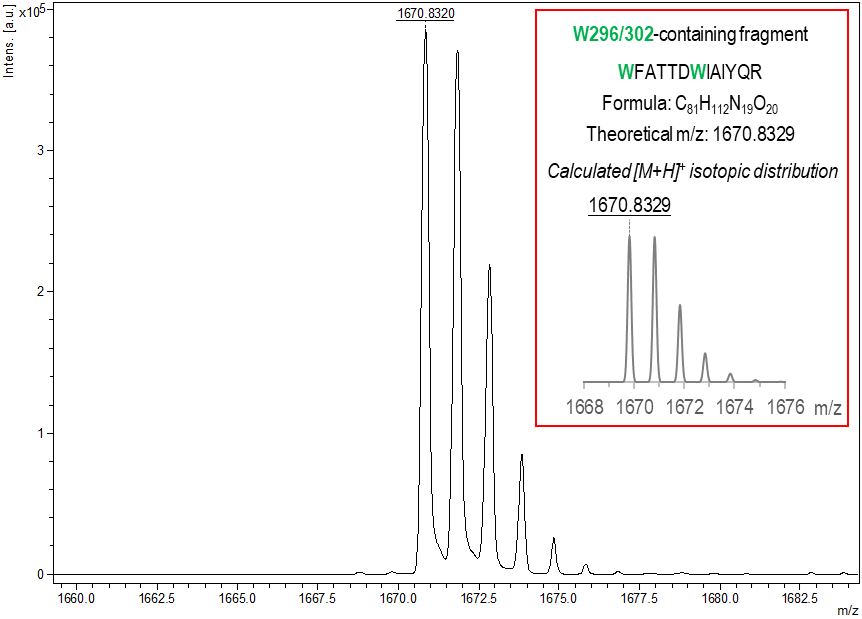 Intens. [a.u.]
x10⁵
1670.8320
3
2
1
0
1660.0 1662.5 1665.0 1667.5 1670.0 1672.5 1675.0 1677.5 1680.0 1682.5
m/z
W296/302-containing fragment
WFATTDWIAIYQR
Formula: C₈₁H₁₁₂N₁₉O₂₀
Theoretical m/z: 1670.8329
Calculated [M+H]⁺ isotopic distribution
1670.8329
1668 1670 1672 1674 1676 m/z